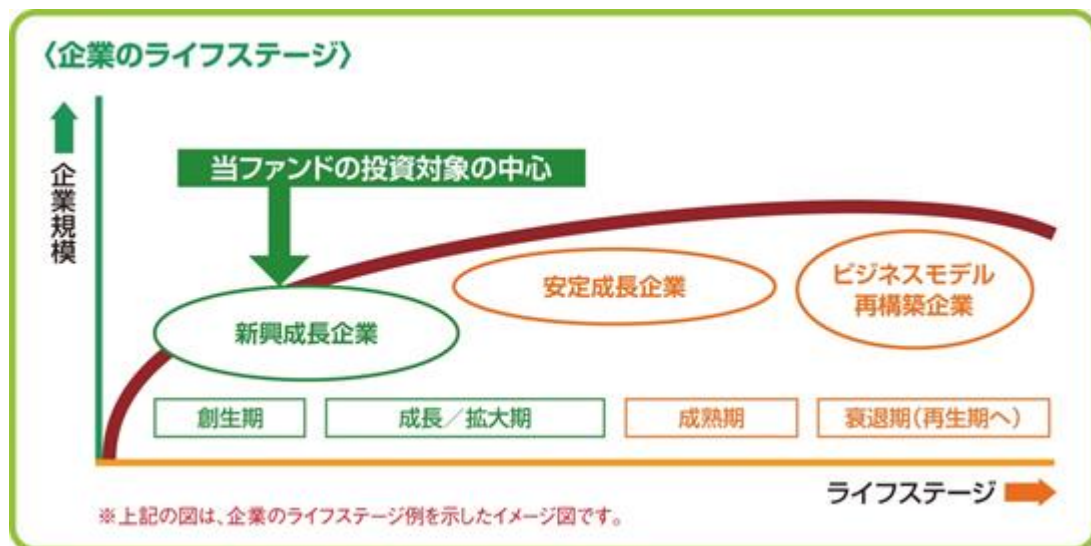 〈企業のライフステージ〉
企業規模
当ファンドの投資対象の中心
新興成長企業
安定成長企業
ビジネスモデル
再構築企業
創生期
成長／拡大期
成熟期
衰退期(再生期へ)
ライフステージ
※上記の図は、企業のライフステージ例を示したイメージ図です。